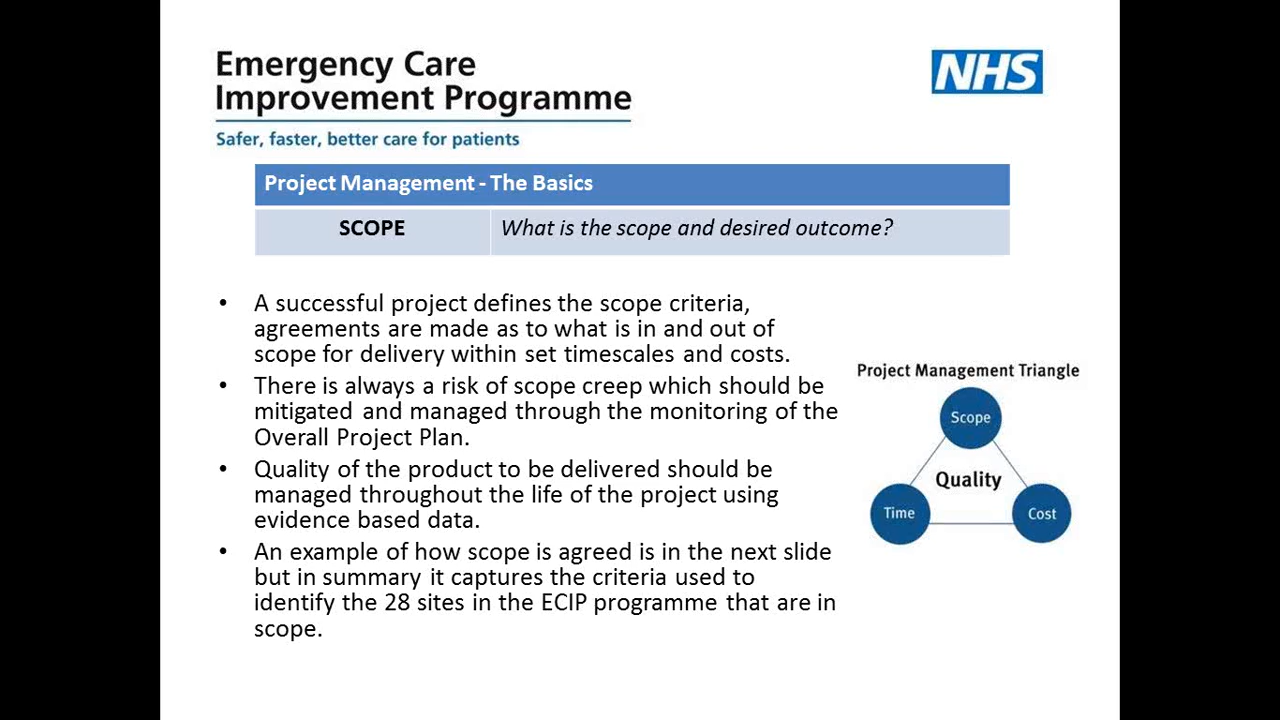 Emergency Care
Improvement Programme
NHS
Safer, faster, better care for patients
Project Management - The Basics
SCOPE
What is the scope and desired outcome?
• A successful project defines the scope criteria,
agreements are made as to what is in and out of
scope for delivery within set timescales and costs.
• There is always a risk of scope creep which should be
mitigated and managed through the monitoring of the
Overall Project Plan.
• Quality of the product to be delivered should be
managed throughout the life of the project using
evidence based data.
• An example of how scope is agreed is in the next slide
but in summary it captures the criteria used to
identify the 28 sites in the ECIP programme that are in
scope.
Project Management Triangle
Scope
Quality
Time
Cost